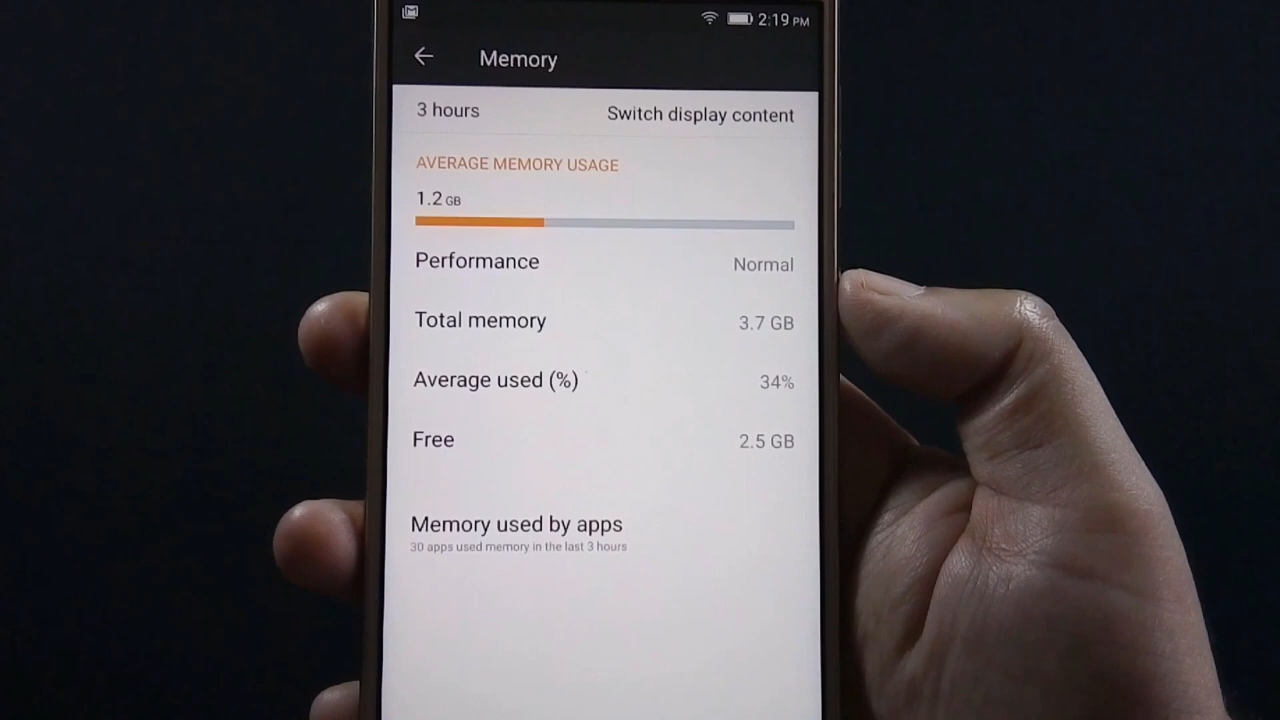 2:19 PM
Memory
3 hours Switch display content
AVERAGE MEMORY USAGE
1.2 GB
Performance Normal
Total memory 3.7 GB
Average used (%) 34%
Free 2.5 GB
Memory used by apps
30 apps used memory in the last 3 hours